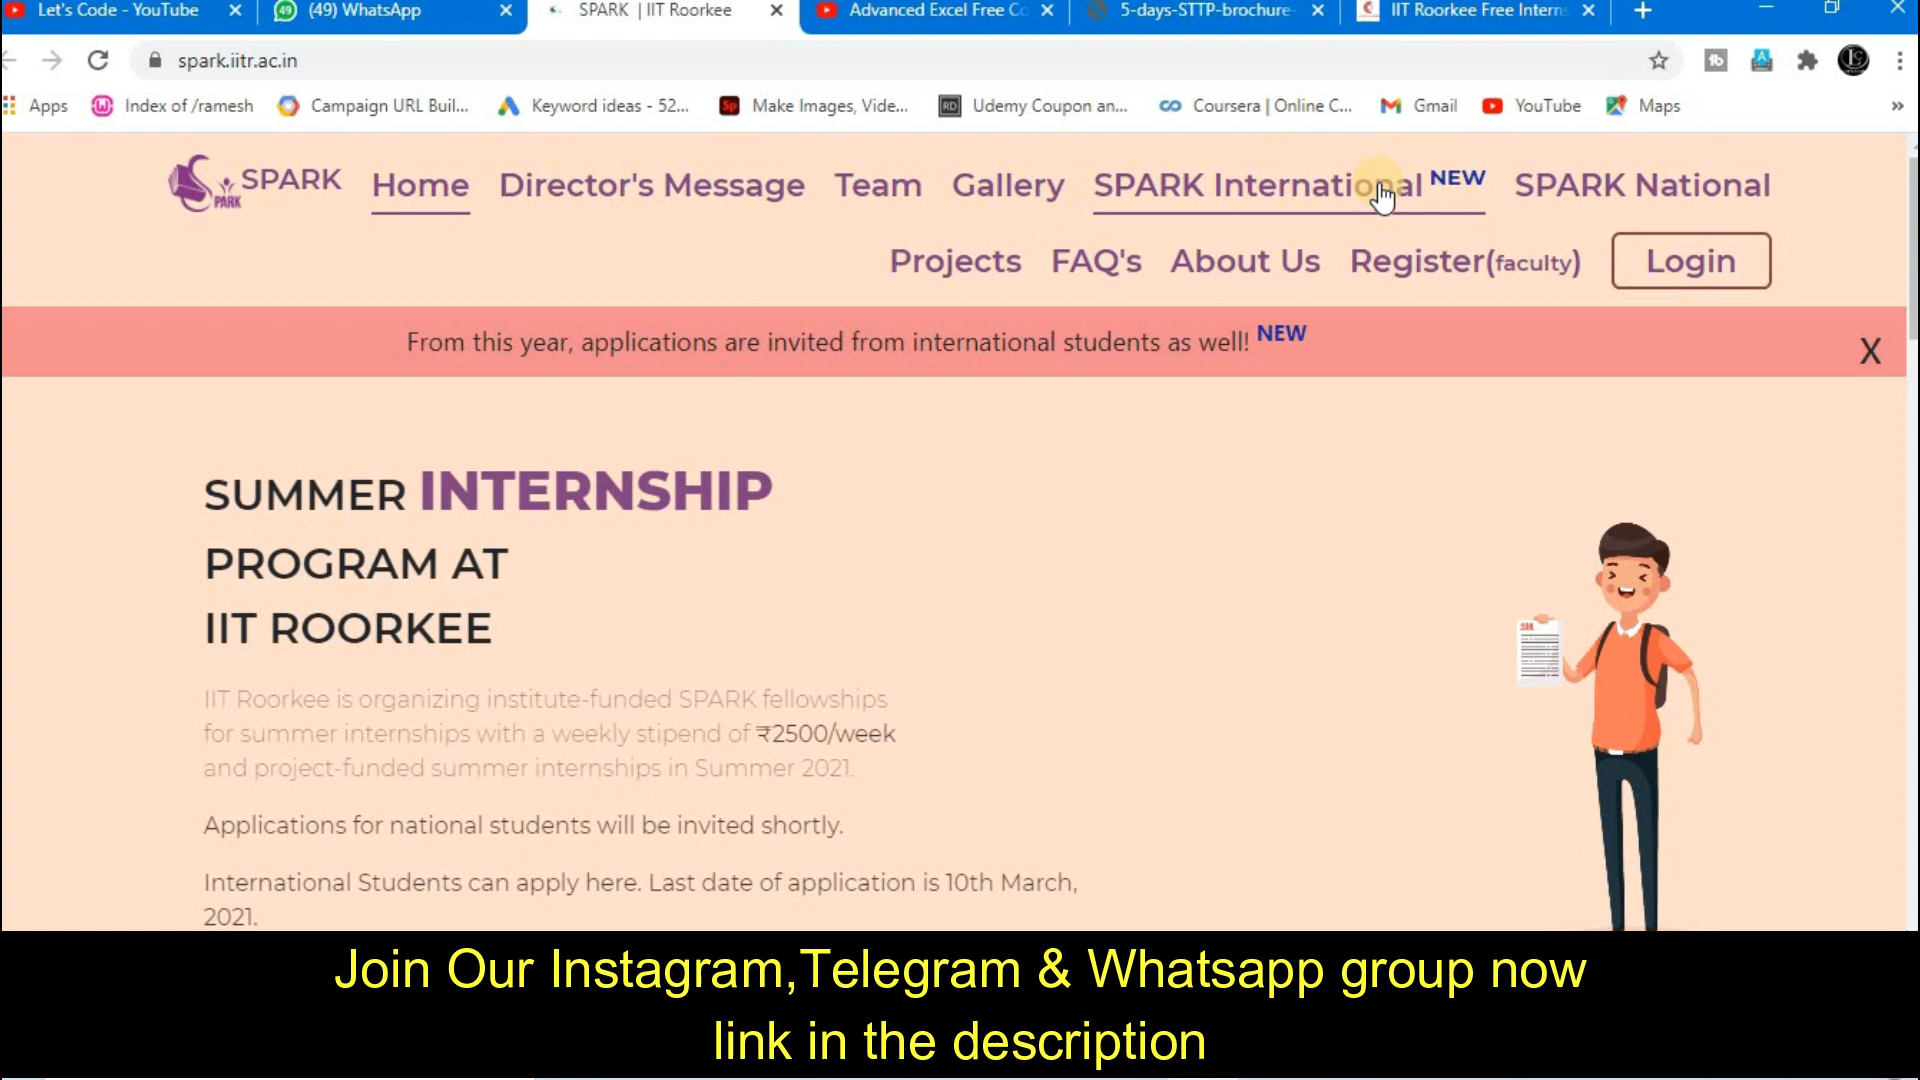 Let's Code - YouTube (49) WhatsApp SPARK | IIT Roorkee Advanced Excel Free Co 5-days-STTP-brochure- IIT Roorkee Free Intern
spark.iitr.ac.in
Apps Index of /ramesh Campaign URL Buil... Keyword ideas - 52... Make Images, Vide... Udemy Coupon an... Coursera | Online C... Gmail YouTube Maps »
SPARK Home Director's Message Team Gallery SPARK International NEW SPARK National
Projects FAQ's About Us Register(faculty) Login
From this year, applications are invited from international students as well! NEW X
SUMMER INTERNSHIP
PROGRAM AT
IIT ROORKEE
IIT Roorkee is organizing institute-funded SPARK fellowships
for summer internships with a weekly stipend of ₹2500/week
and project-funded summer internships in Summer 2021.
Applications for national students will be invited shortly.
International Students can apply here. Last date of application is 10th March,
2021.
Join Our Instagram,Telegram & Whatsapp group now
link in the description